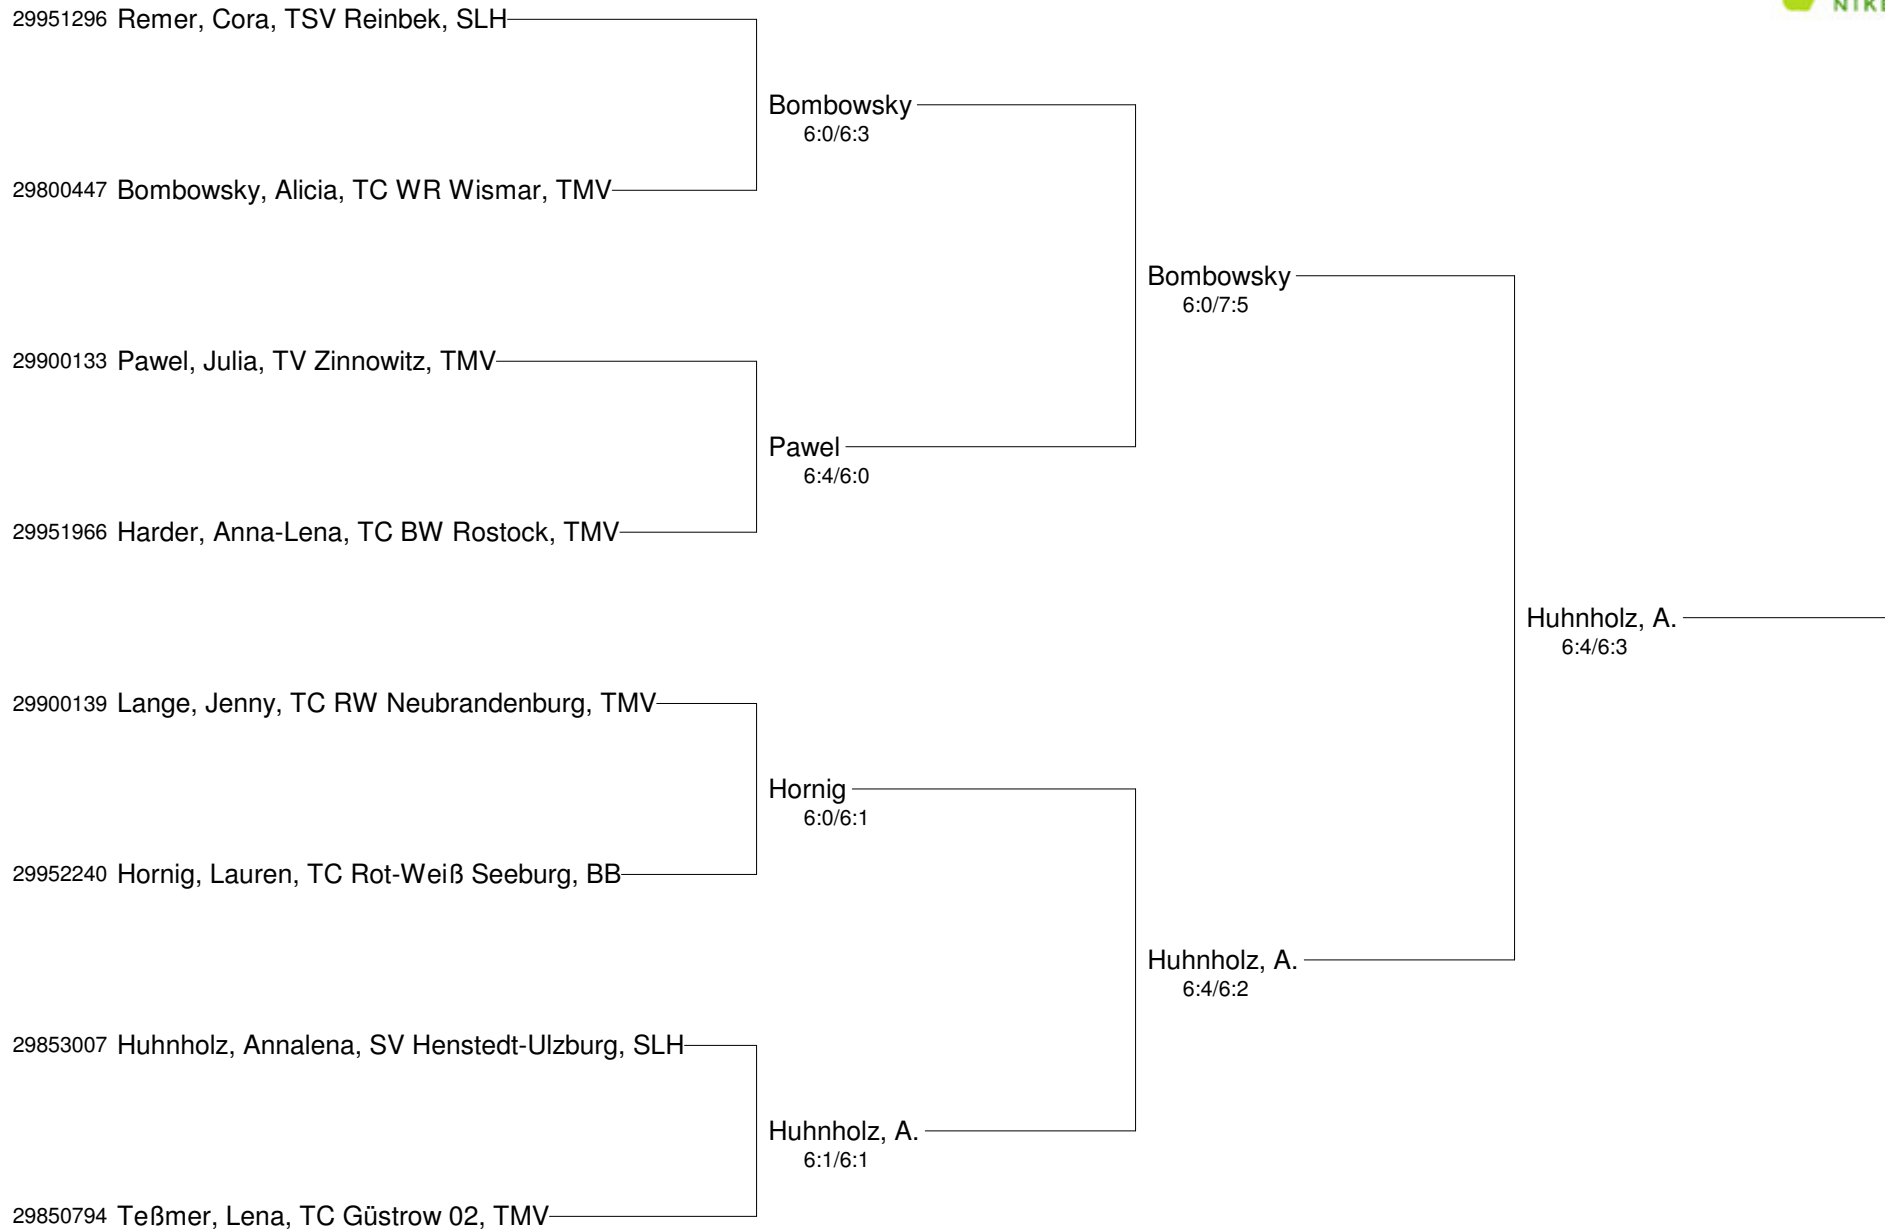 NIKE
29951296 Remer, Cora, TSV Reinbek, SLH
Bombowsky
6:0/6:3
29800447 Bombowsky, Alicia, TC WR Wismar, TMV
Bombowsky
6:0/7:5
29900133 Pawel, Julia, TV Zinnowitz, TMV
Pawel
6:4/6:0
29951966 Harder, Anna-Lena, TC BW Rostock, TMV
Huhnholz, A.
6:4/6:3
29900139 Lange, Jenny, TC RW Neubrandenburg, TMV
Hornig
6:0/6:1
29952240 Hornig, Lauren, TC Rot-Weiß Seeburg, BB
Huhnholz, A.
6:4/6:2
29853007 Huhnholz, Annalena, SV Henstedt-Ulzburg, SLH
Huhnholz, A.
6:1/6:1
29850794 Teßmer, Lena, TC Güstrow 02, TMV